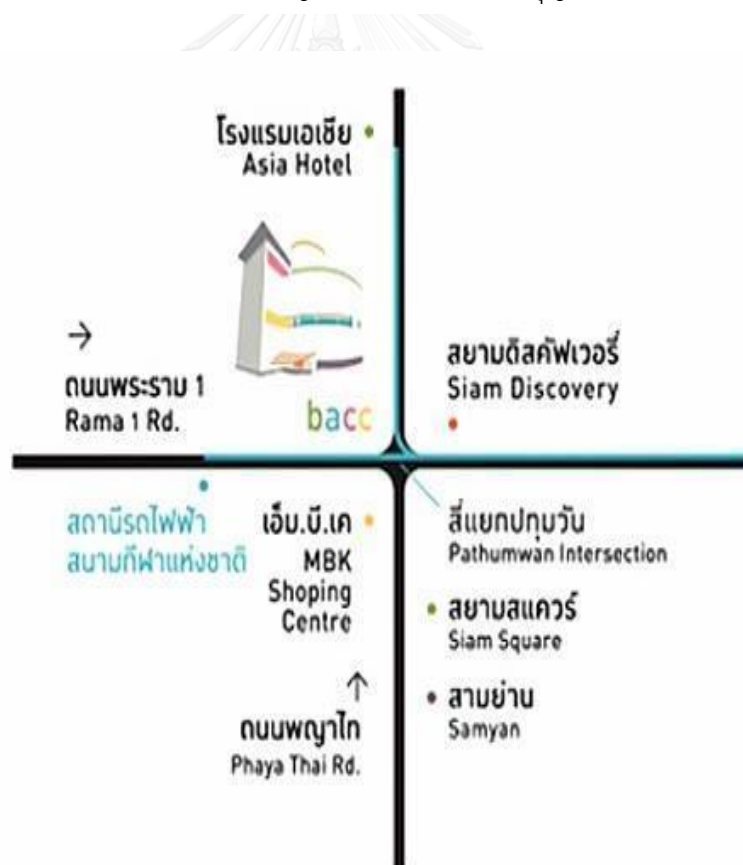 โรงแรมเอเชีย
Asia Hotel
ถนนพระราม 1
Rama 1 Rd.
bacc
สยามดิสคัฟเวอรี่
Siam Discovery
สถานีรถไฟฟ้า
สนามกีฬาแห่งชาติ
เอ็ม.บี.เค
MBK
Shoping
Centre
สี่แยกปทุมวัน
Pathumwan Intersection
สยามสแควร์
Siam Square
สามย่าน
Samyan
ถนนพญาไท
Phaya Thai Rd.